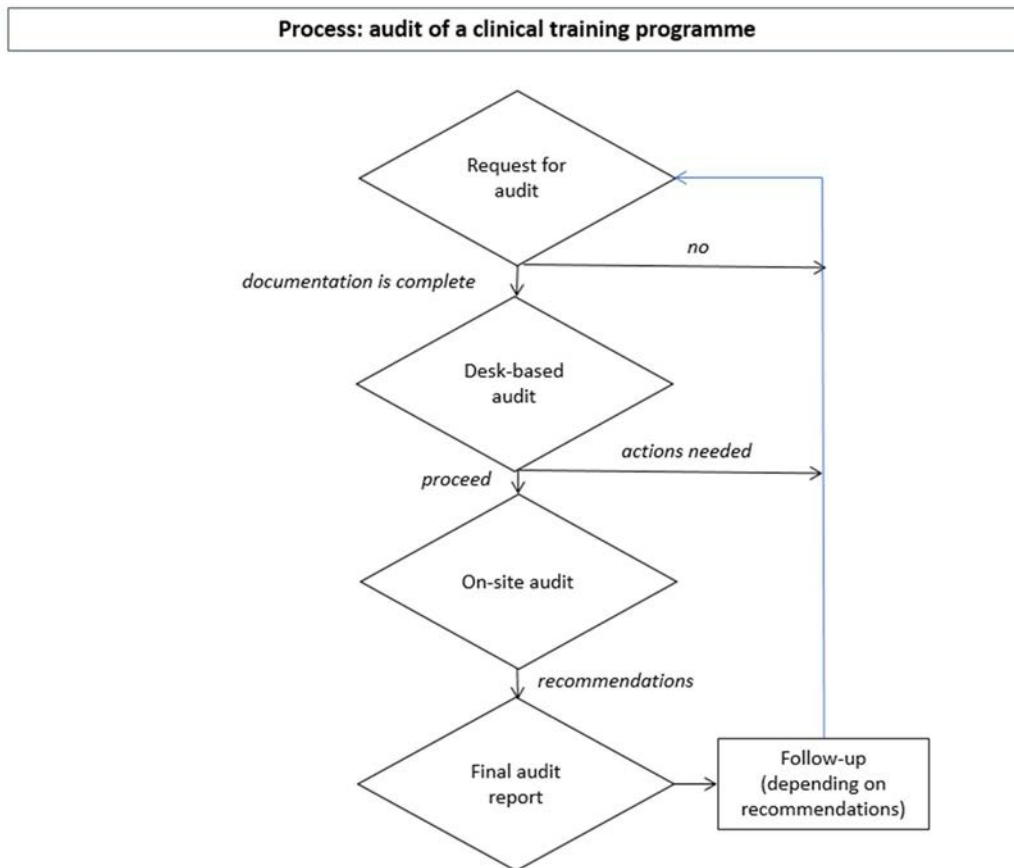 Process: audit of a clinical training programme
Request for
audit
no
documentation is complete
Desk-based
audit
actions needed
proceed
On-site audit
recommendations
Final audit
report
Follow-up
(depending on
recommendations)